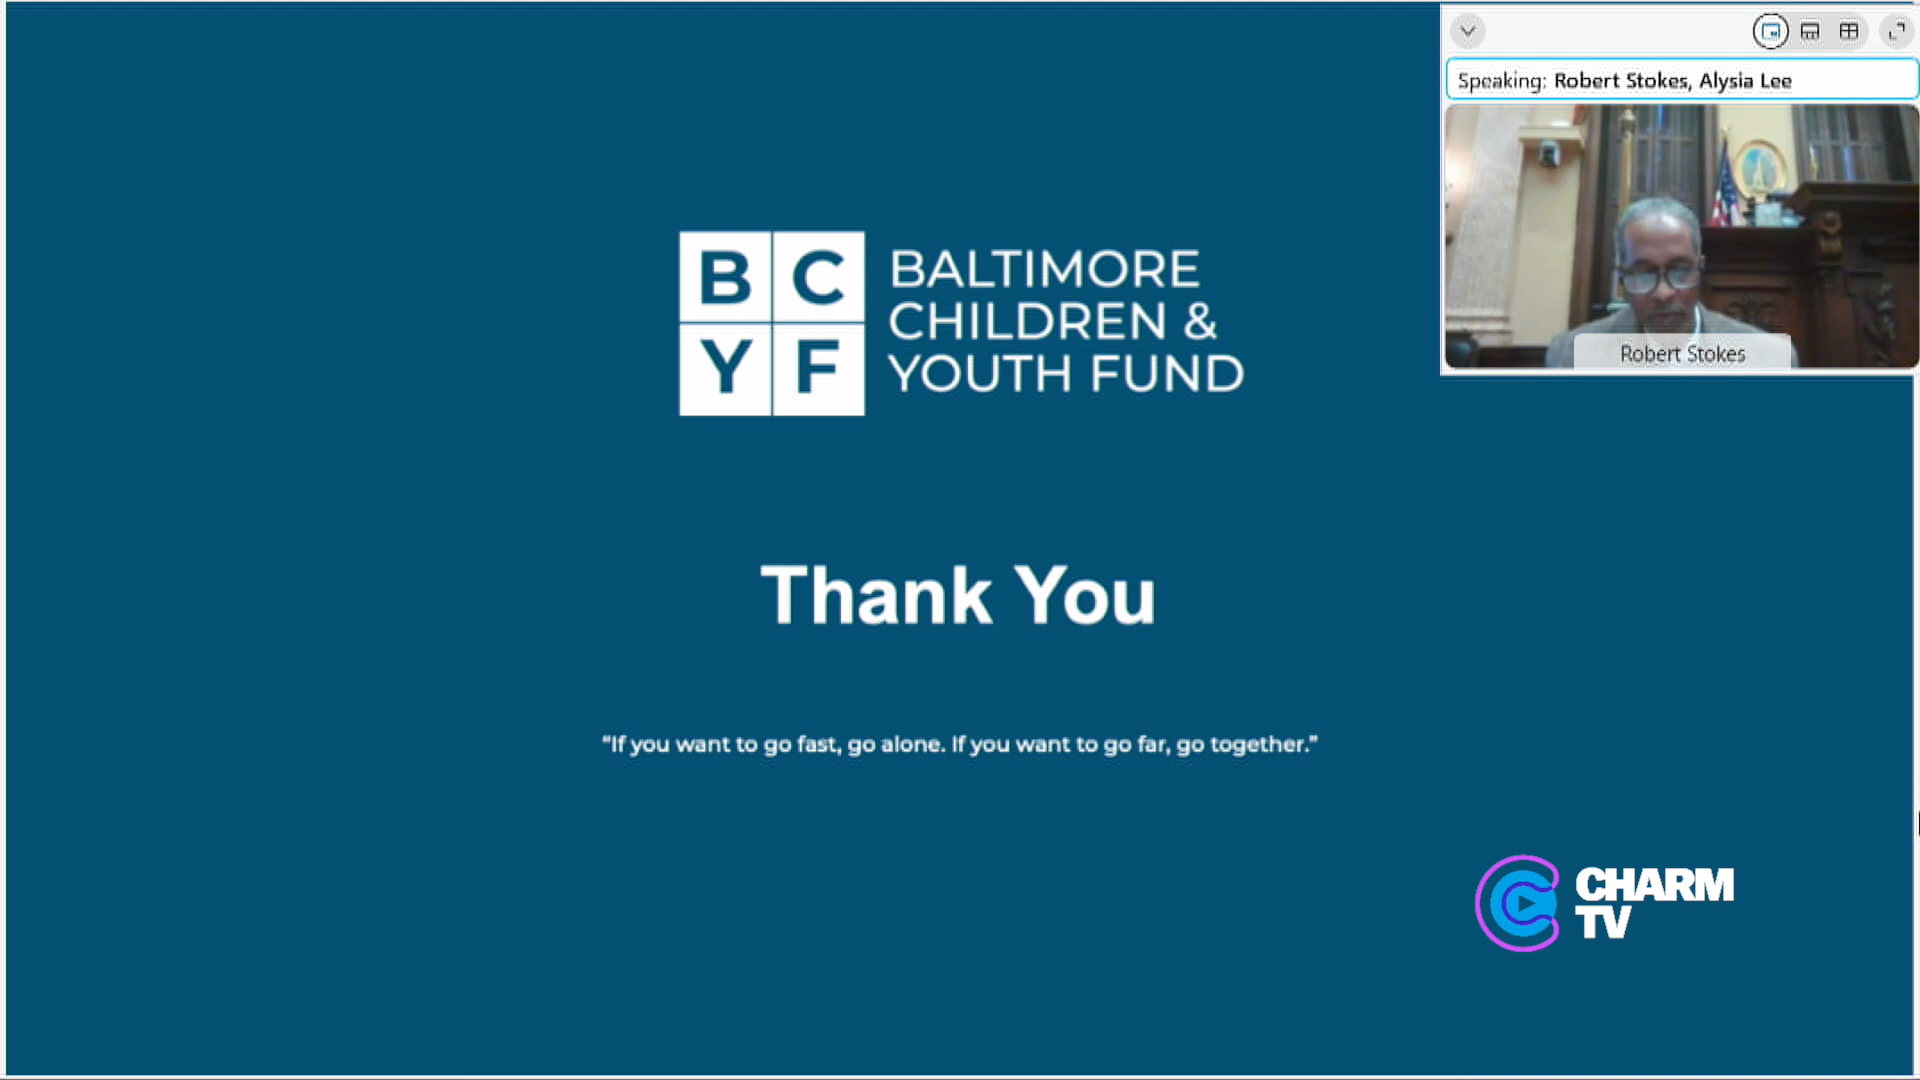 Speaking: Robert Stokes, Alysia Lee
Robert Stokes
B C
Y F
BALTIMORE
CHILDREN &
YOUTH FUND
Thank You
“If you want to go fast, go alone. If you want to go far, go together.”
CHARM
TV